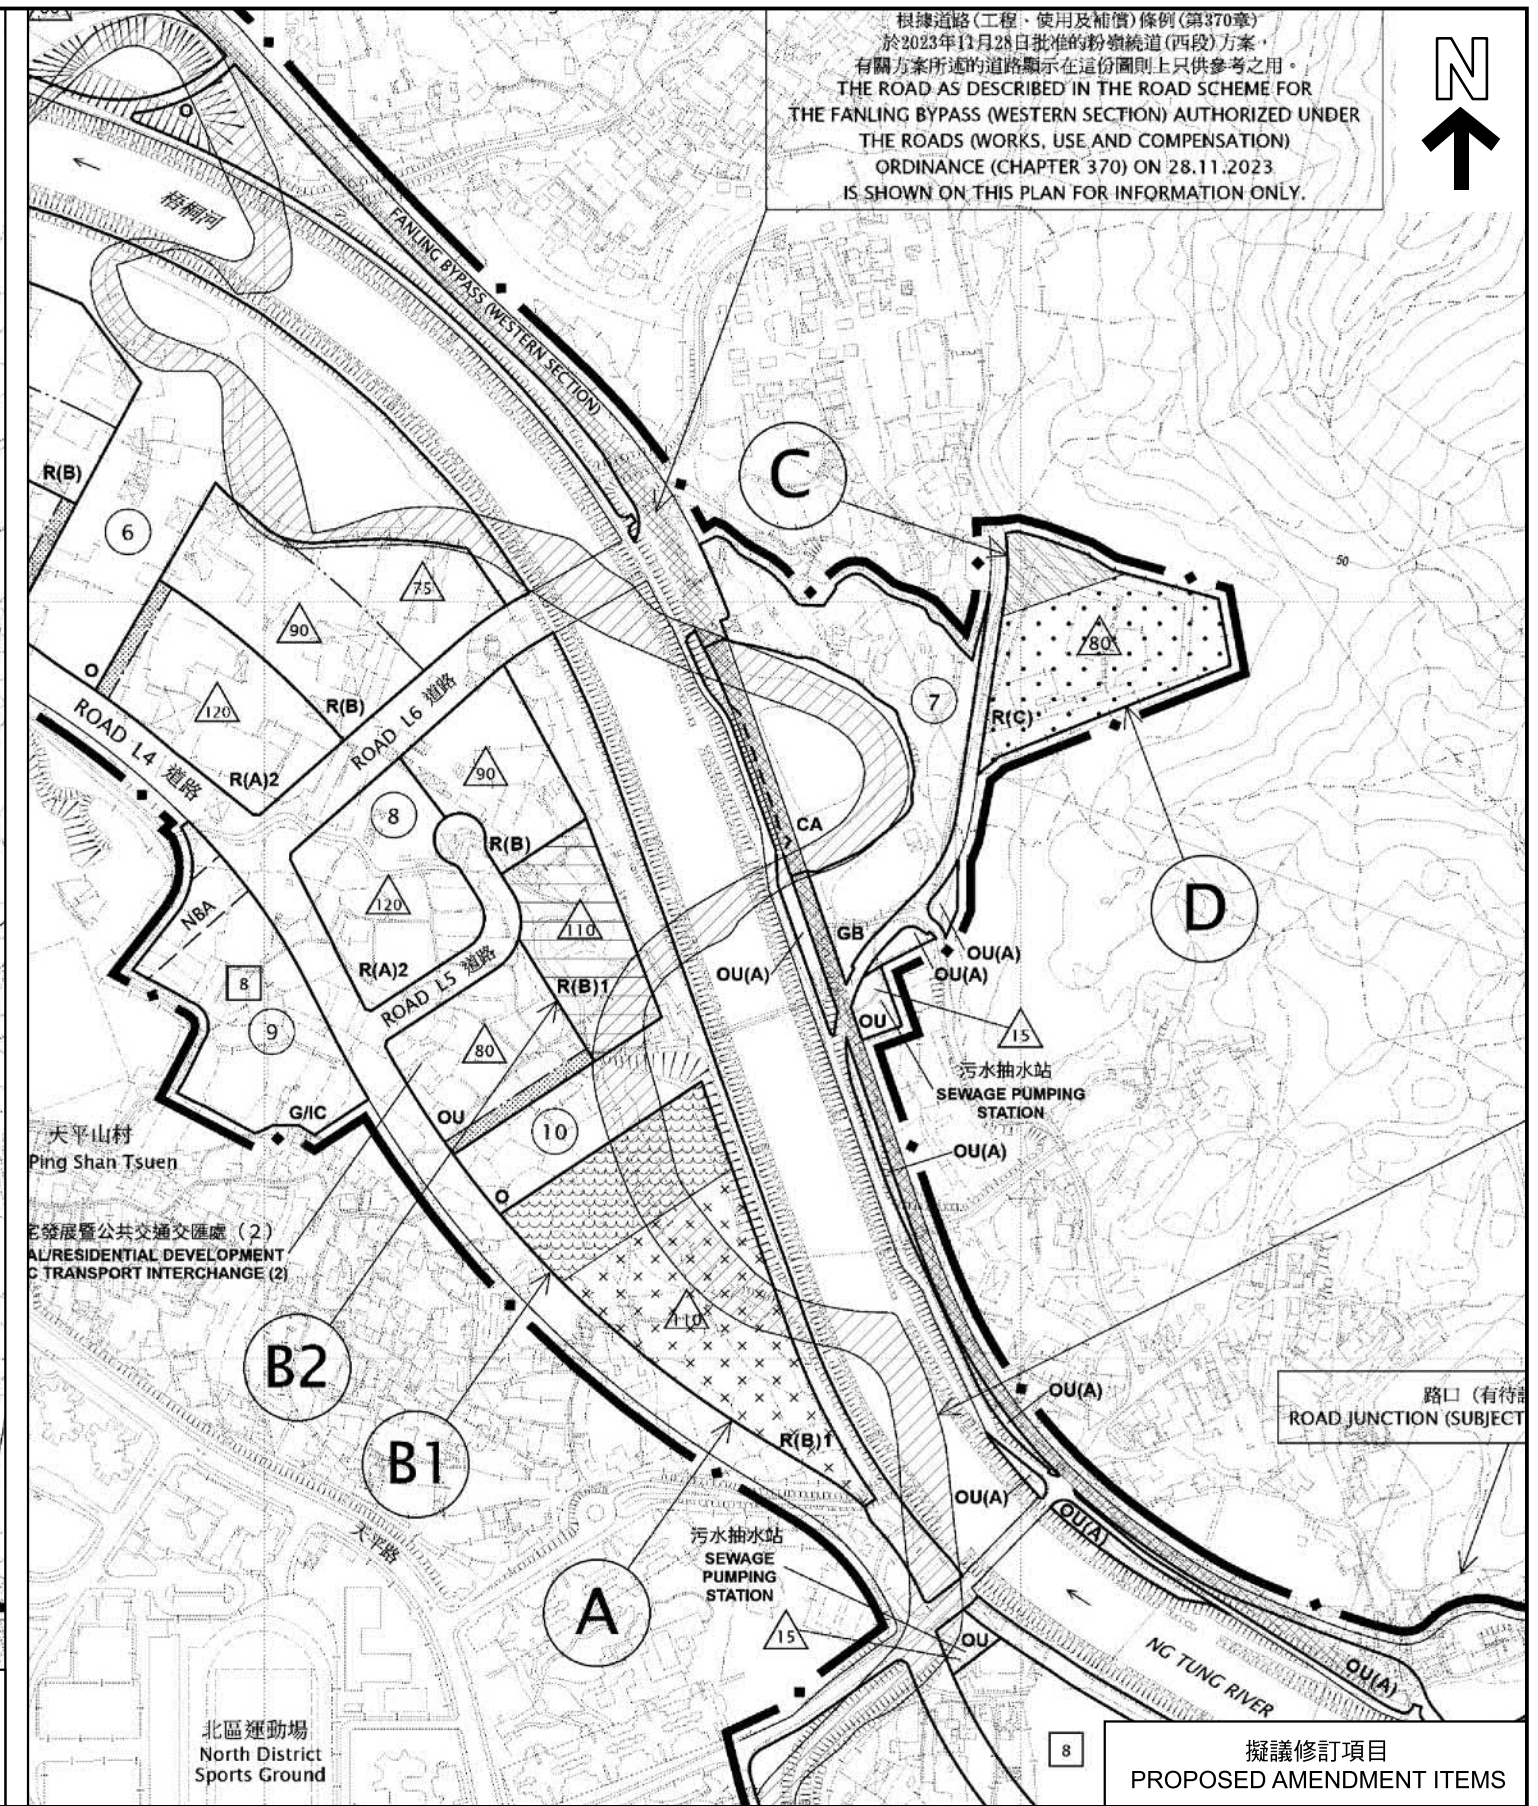 根據道路(工程、使用及補償)條例(第370章)
於2023年11月28日批准的粉嶺繞道(西段)方案，
有關方案所述的道路顯示在這份圖則上只供參考之用。
THE ROAD AS DESCRIBED IN THE ROAD SCHEME FOR
THE FANLING BYPASS (WESTERN SECTION) AUTHORIZED UNDER
THE ROADS (WORKS, USE AND COMPENSATION)
ORDINANCE (CHAPTER 370) ON 28.11.2023
IS SHOWN ON THIS PLAN FOR INFORMATION ONLY.
N
O
梧桐河
FANLING BYPASS (WESTERN SECTION)
C
R(B)
6
75
90
80
50
120
R(B)
O
7
R(C)
ROAD L4 道路
ROAD L6 道路
R(A)2
90
8
R(B)
CA
D
120
NBA
110
GB
OU(A)
OU(A)
OU(A)
R(A)2
ROAD L5 道路
R(B)1
8
9
80
OU
15
污水抽水站
SEWAGE PUMPING
STATION
G/IC
OU
10
OU(A)
天平山村
Ping Shan Tsuen
O
宅發展暨公共交通交匯處（2）
AL/RESIDENTIAL DEVELOPMENT
C TRANSPORT INTERCHANGE (2)
110
B2
OU(A)
路口（有待
ROAD JUNCTION (SUBJECT
B1
R(B)1
OU(A)
OU(A)
天平路
污水抽水站
SEWAGE
PUMPING
STATION
A
15
OU
NG TUNG RIVER
OU(A)
北區運動場
North District
Sports Ground
8
擬議修訂項目
PROPOSED AMENDMENT ITEMS